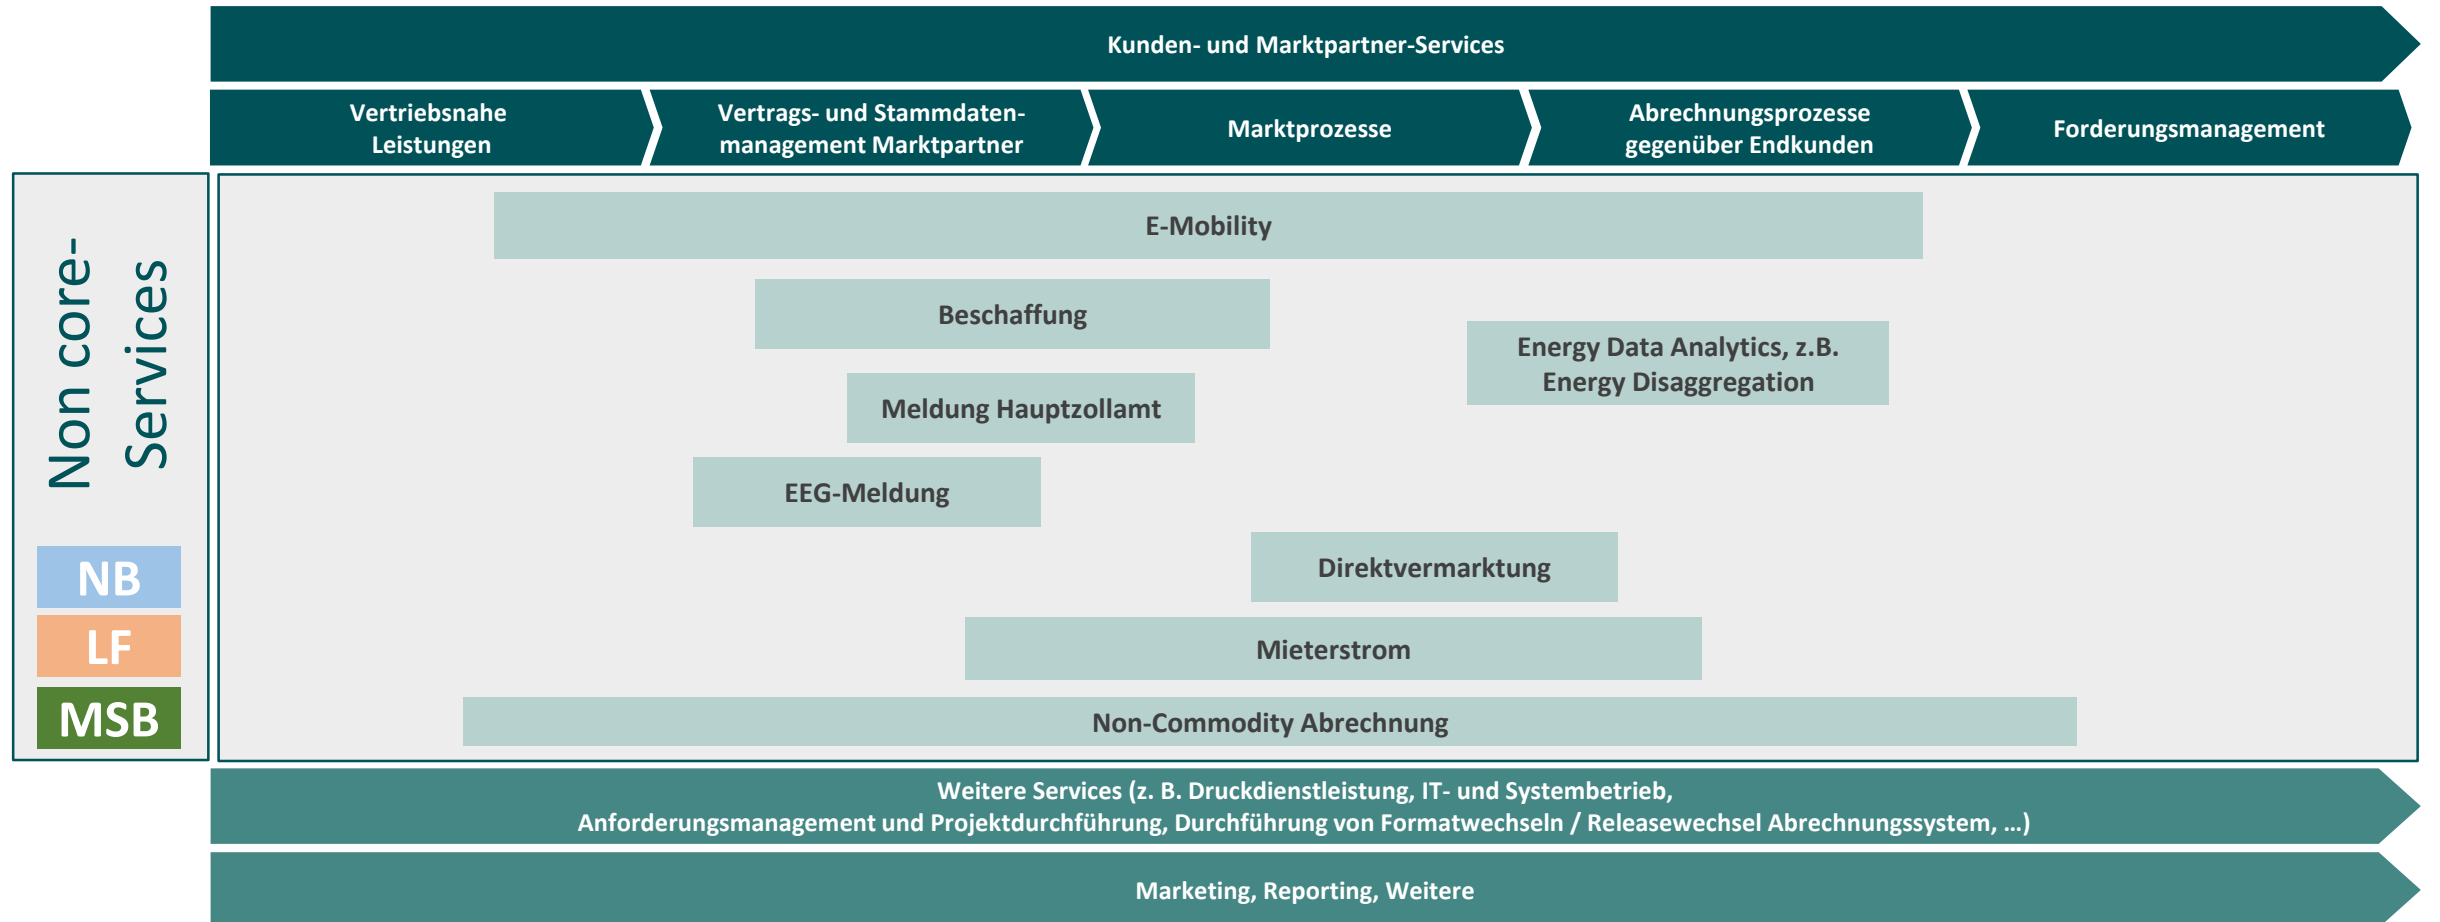 Kunden- und Marktpartner-Services
Vertriebsnahe
Leistungen
Vertrags- und Stammdaten-
management Marktpartner
Marktprozesse
Abrechnungsprozesse
gegenüber Endkunden
Forderungsmanagement
Non core-
Services
NB
LF
MSB
E-Mobility
Beschaffung
Energy Data Analytics, z.B.
Energy Disaggregation
Meldung Hauptzollamt
EEG-Meldung
Direktvermarktung
Mieterstrom
Non-Commodity Abrechnung
Weitere Services (z. B. Druckdienstleistung, IT- und Systembetrieb,
Anforderungsmanagement und Projektdurchführung, Durchführung von Formatwechseln / Releasewechsel Abrechnungssystem, …)
Marketing, Reporting, Weitere